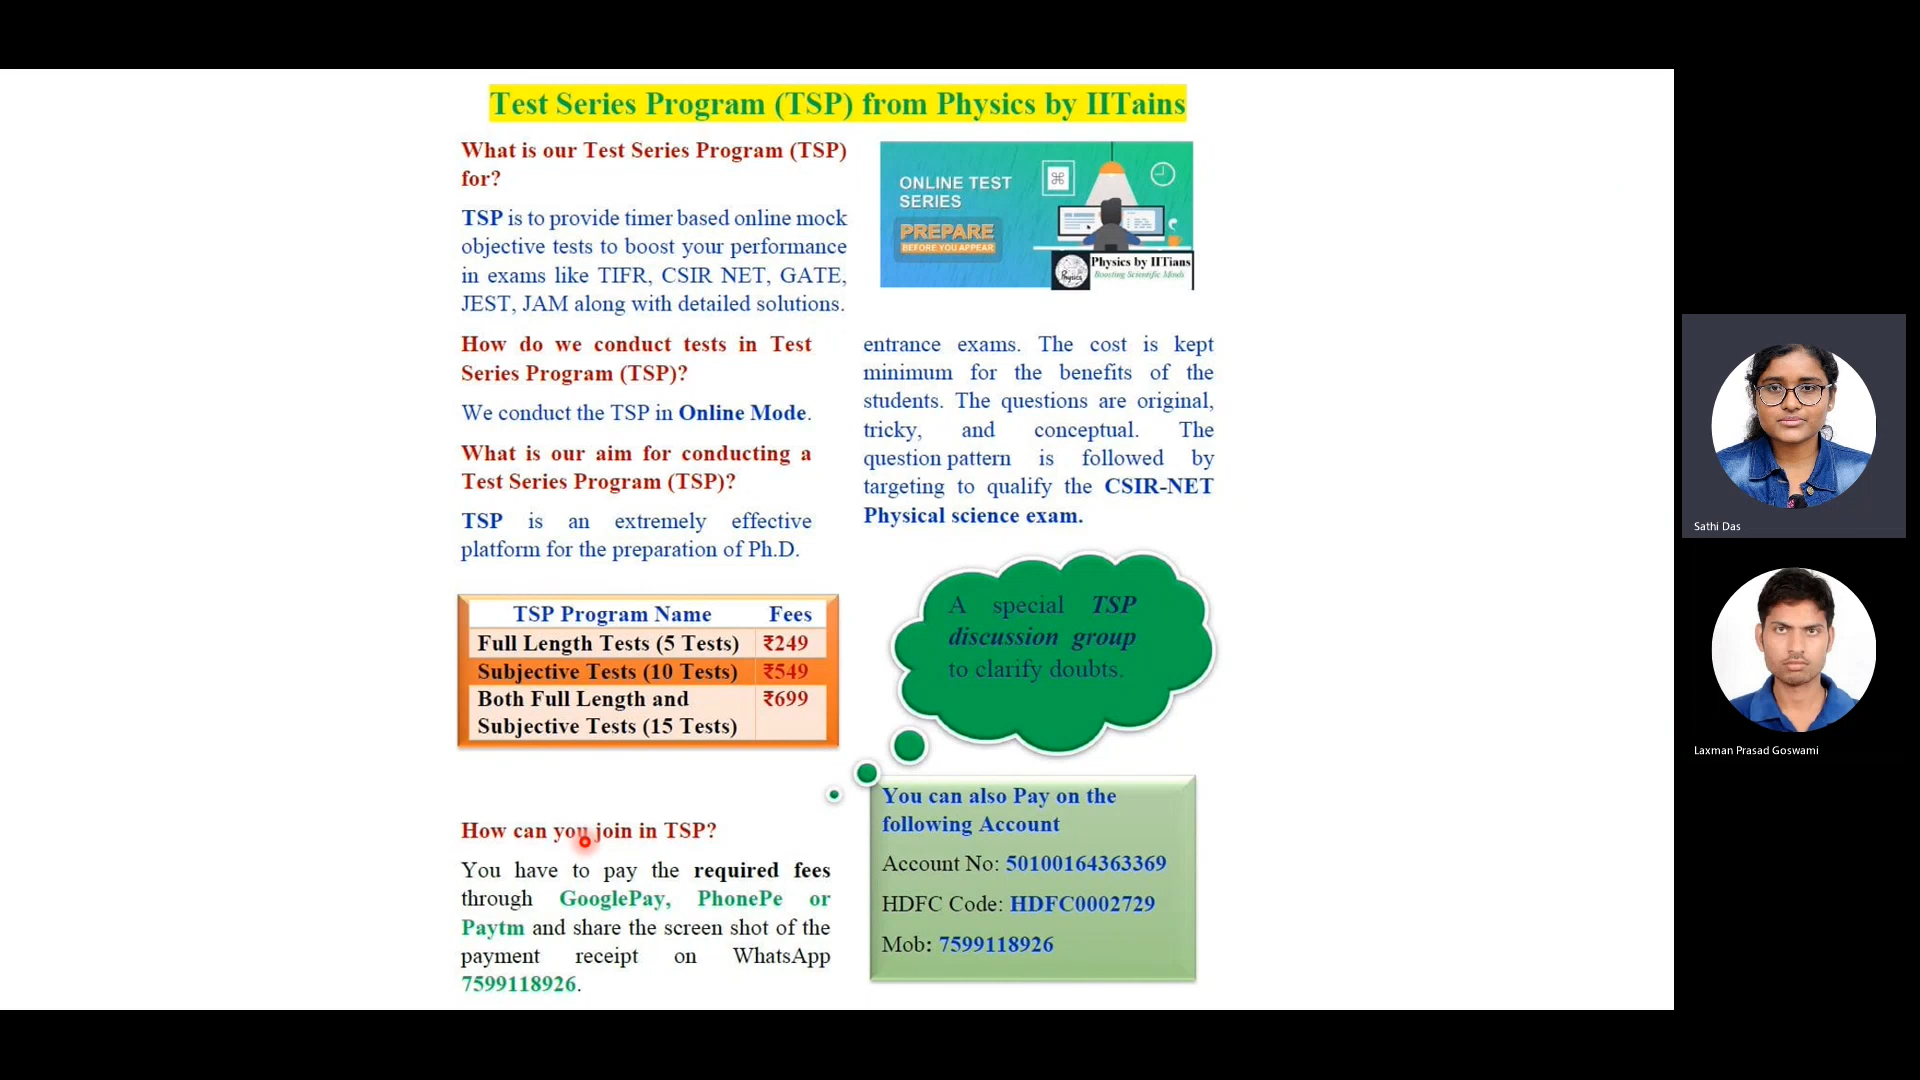 Test Series Program (TSP) from Physics by IITains
What is our Test Series Program (TSP)
for?
TSP is to provide timer based online mock
objective tests to boost your performance
in exams like TIFR, CSIR NET, GATE,
JEST, JAM along with detailed solutions.
ONLINE TEST
SERIES
PREPARE
BEFORE YOU APPEAR
Physics
Physics by IITians
Boosting Scientific Minds
How do we conduct tests in Test
Series Program (TSP)?
We conduct the TSP in Online Mode.
What is our aim for conducting a
Test Series Program (TSP)?
TSP is an extremely effective
platform for the preparation of Ph.D.
entrance exams. The cost is kept
minimum for the benefits of the
students. The questions are original,
tricky, and conceptual. The
question pattern is followed by
targeting to qualify the CSIR-NET
Physical science exam.
TSP Program Name Fees
Full Length Tests (5 Tests) ₹249
Subjective Tests (10 Tests) ₹549
Both Full Length and ₹699
Subjective Tests (15 Tests)
A special TSP
discussion group
to clarify doubts.
How can you join in TSP?
You have to pay the required fees
through GooglePay, PhonePe or
Paytm and share the screen shot of the
payment receipt on WhatsApp
7599118926.
You can also Pay on the
following Account
Account No: 50100164363369
HDFC Code: HDFC0002729
Mob: 7599118926
Sathi Das
Laxman Prasad Goswami